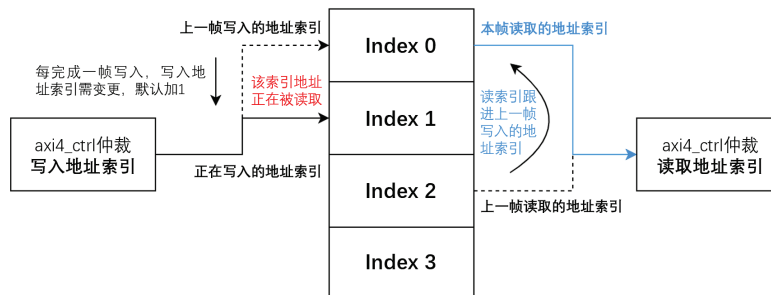 上一帧写入的地址索引
每完成一帧写入，写入地
址索引需变更，默认加1
该索引地址
正在被读取
axi4_ctrl仲裁
写入地址索引
正在写入的地址索引
Index 0
Index 1
Index 2
Index 3
本帧读取的地址索引
读索引跟
进上一帧
写入的地
址索引
上一帧读取的地址索引
axi4_ctrl仲裁
读取地址索引